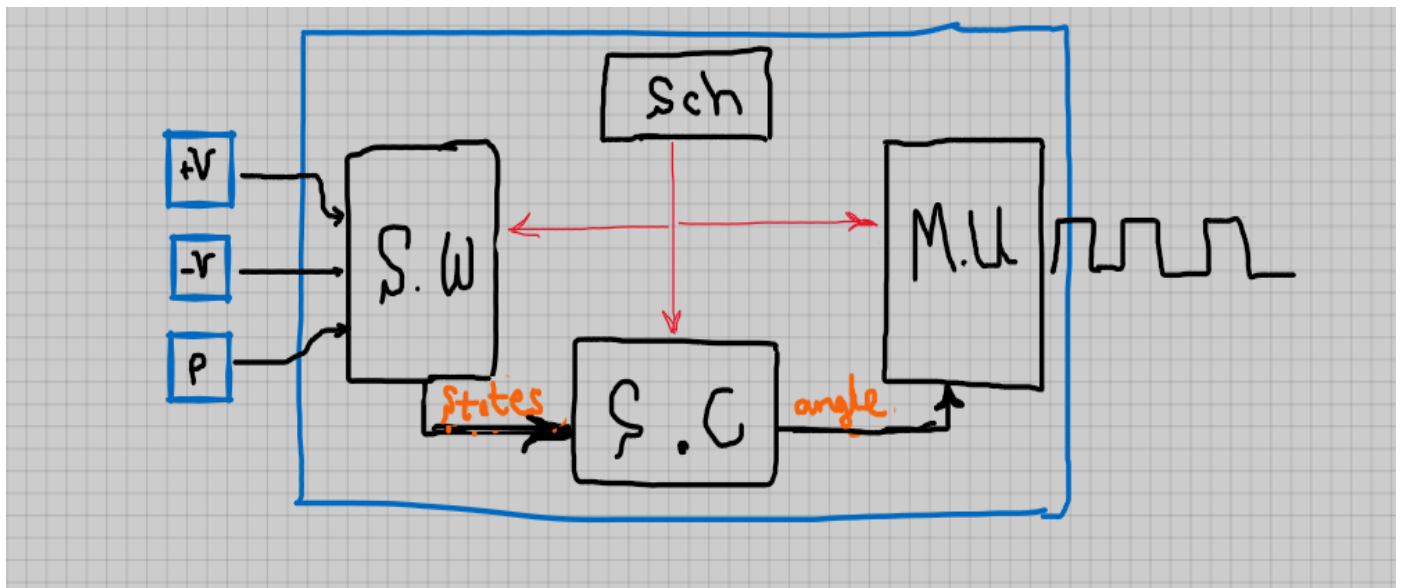 Sch
+V
-V
P
S.W
M.U
states
S.C
angle